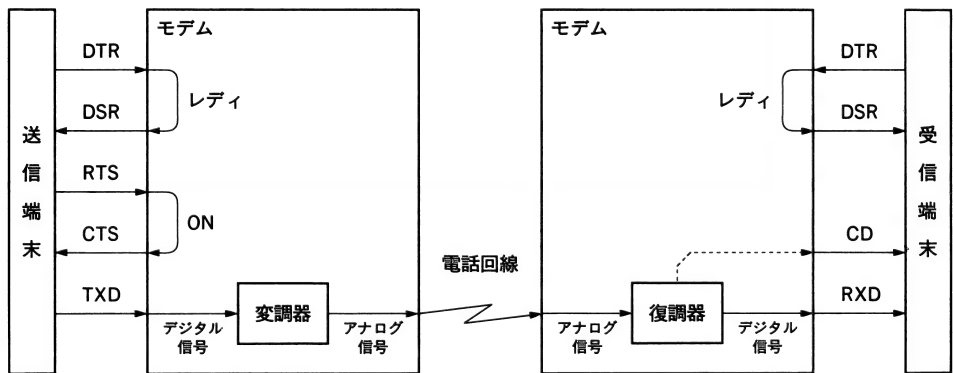 送信端末
DTR
DSR
RTS
CTS
TXD
モデム
レディ
ON
デジタル
信号
変調器
アナログ
信号
電話回線
モデム
レディ
アナログ
信号
復調器
デジタル
信号
DTR
DSR
CD
RXD
受信端末